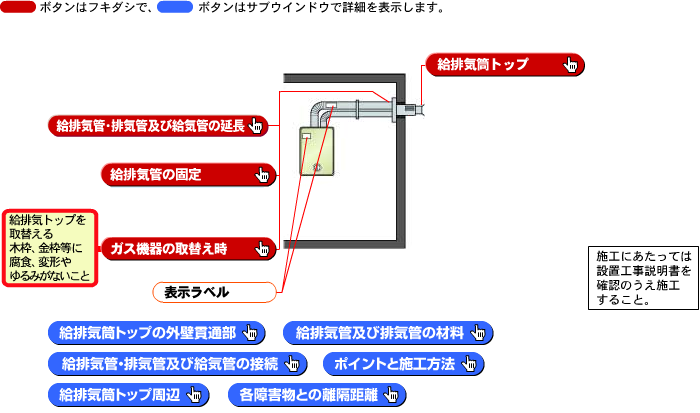 ボタンはフキダシで、 ボタンはサブウインドウで詳細を表示します。
給排気筒トップ
給排気管・排気管及び給気管の延長
給排気管の固定
給排気トップを
取替える
木枠、金枠等に
腐食、変形や
ゆるみがないこと
ガス機器の取替え時
表示ラベル
施工にあたっては
設置工事説明書を
確認のうえ施工
すること。
給排気筒トップの外壁貫通部
給排気管及び排気管の材料
給排気管・排気管及び給気管の接続
ポイントと施工方法
給排気筒トップ周辺
各障害物との離隔距離